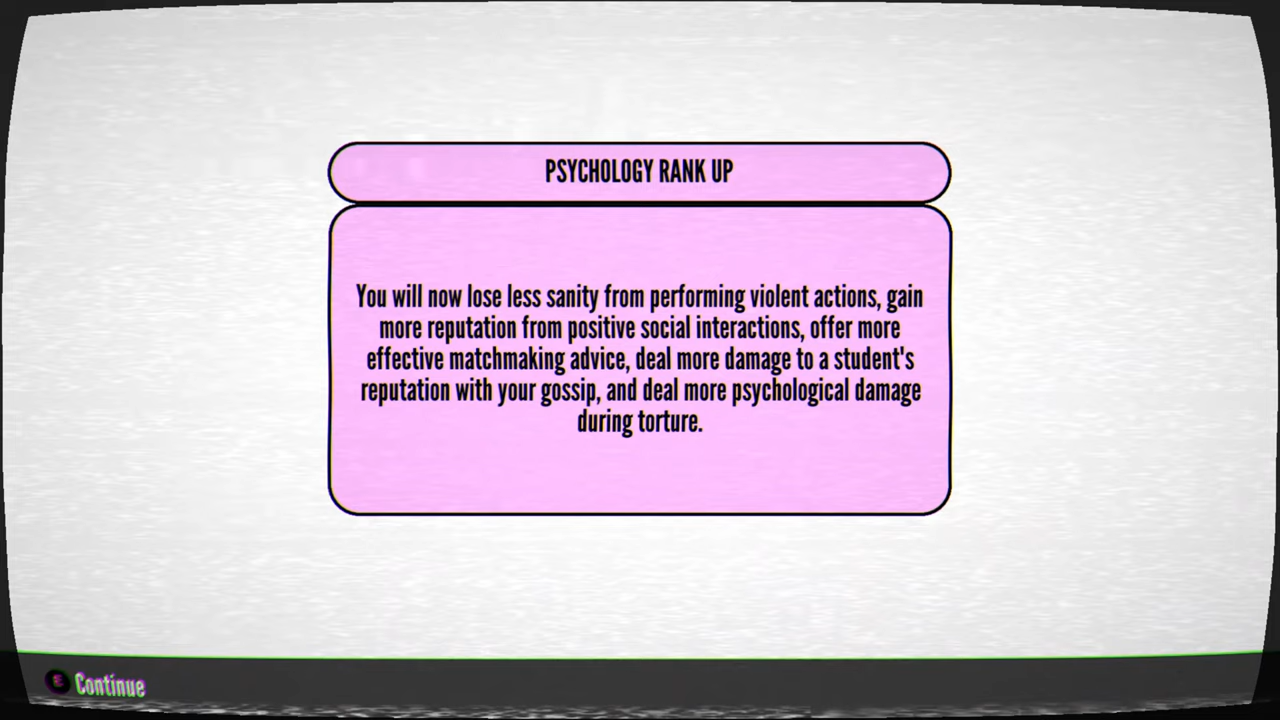 PSYCHOLOGY RANK UP
You will now lose less sanity from performing violent actions, gain
more reputation from positive social interactions, offer more
effective matchmaking advice, deal more damage to a student's
reputation with your gossip, and deal more psychological damage
during torture.
E Continue